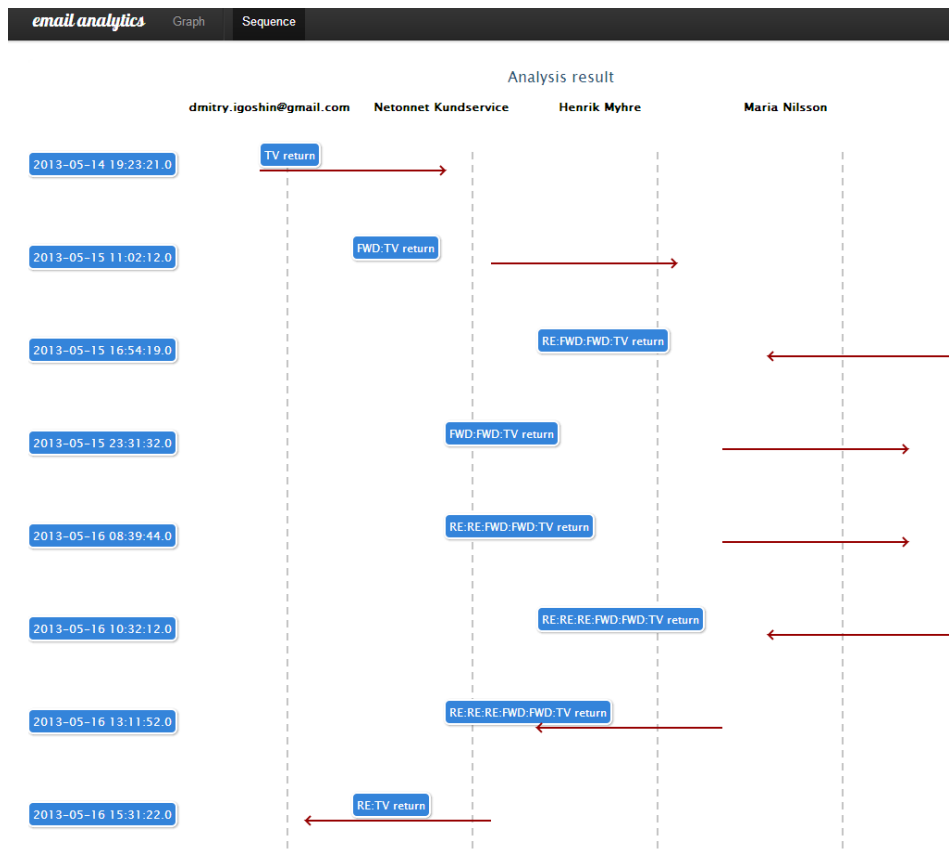 email analytics Graph Sequence
Analysis result
dmitry.igoshin@gmail.com Netonnet Kundservice Henrik Myhre Maria Nilsson
2013-05-14 19:23:21.0 TV return
2013-05-15 11:02:12.0 FWD:TV return
2013-05-15 16:54:19.0 RE:FWD:FWD:TV return
2013-05-15 23:31:32.0 FWD:FWD:TV return
2013-05-16 08:39:44.0 RE:RE:FWD:FWD:TV return
2013-05-16 10:32:12.0 RE:RE:RE:FWD:FWD:TV return
2013-05-16 13:11:52.0 RE:RE:RE:FWD:FWD:TV return
2013-05-16 15:31:22.0 RE:TV return